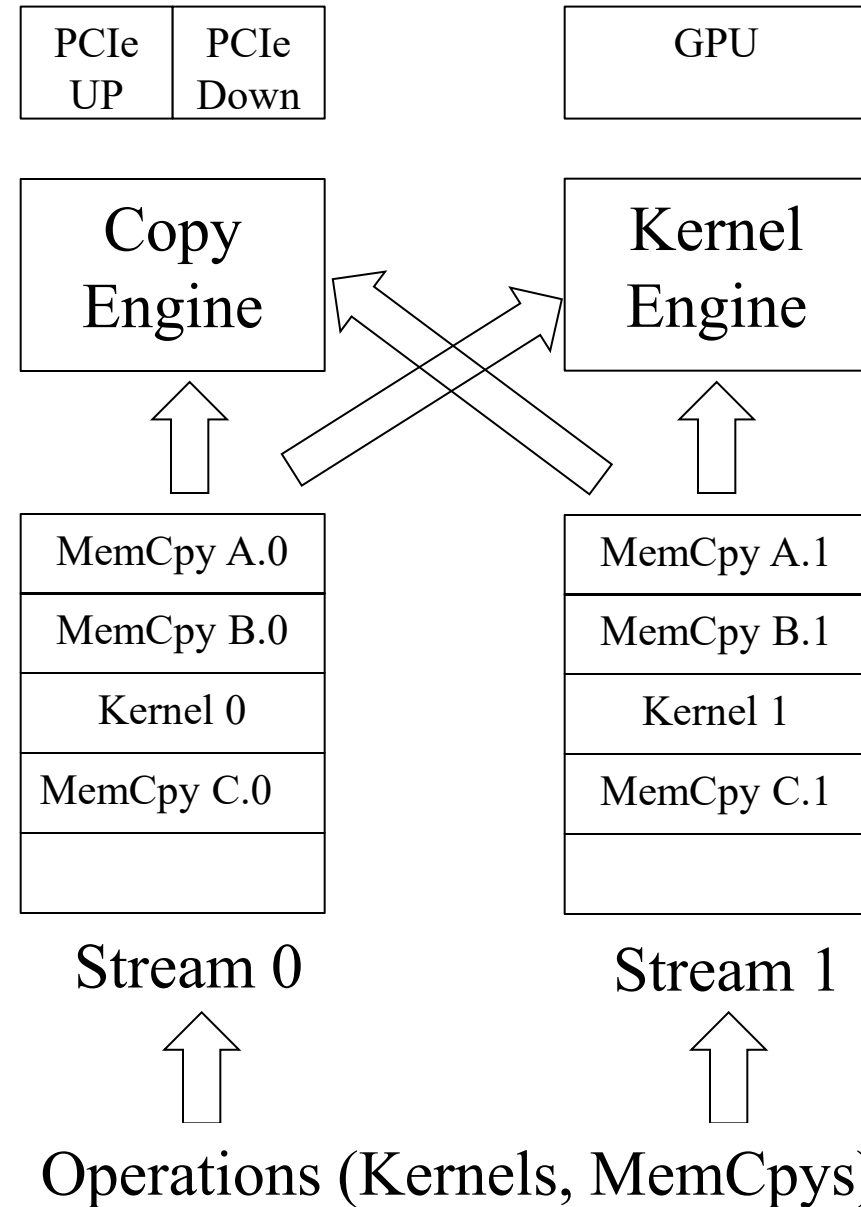 PCIe
UP
PCIe
Down
GPU
Copy
Engine
Kernel
Engine
MemCpy A.0
MemCpy B.0
Kernel 0
MemCpy C.0
MemCpy A.1
MemCpy B.1
Kernel 1
MemCpy C.1
Stream 0
Stream 1
Operations (Kernels, MemCpys)